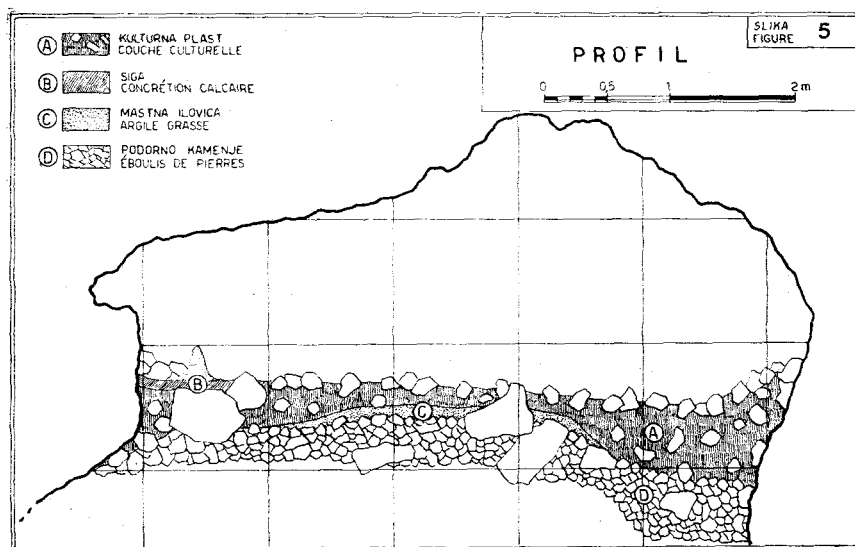 SLIKA
FIGURE 5
PROFIL
0 0,5 1 2 m
A KULTURNA PLAST
COUCHE CULTURELLE
B SIGA
CONCRÉTION CALCAIRE
C MASTNA ILOVICA
ARGILE GRASSE
D PODORNO KAMENJE
ÉBOULIS DE PIERRES
B
C
A
D